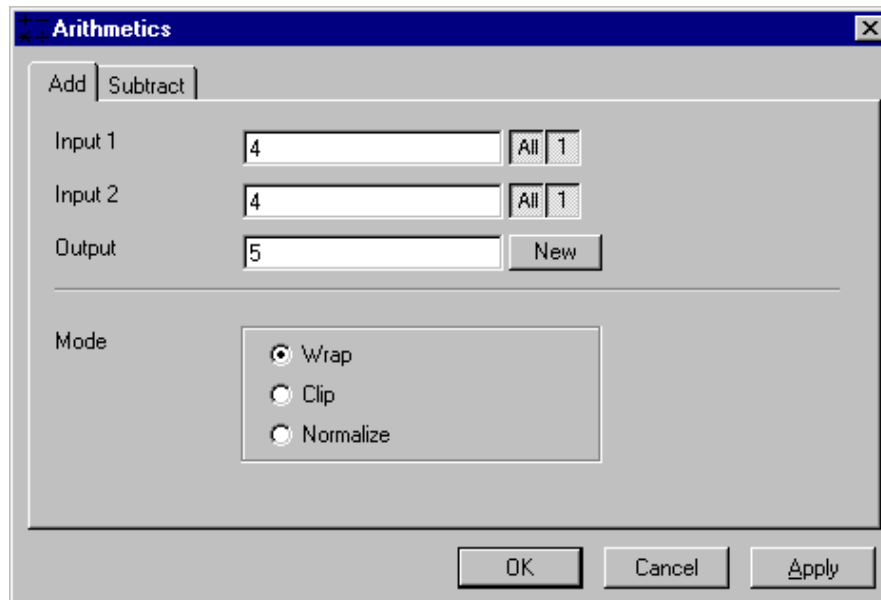 Arithmetics
Add Subtract
Input 1 4 All 1
Input 2 4 All 1
Output 5 New
Mode
Wrap
Clip
Normalize
OK Cancel Apply